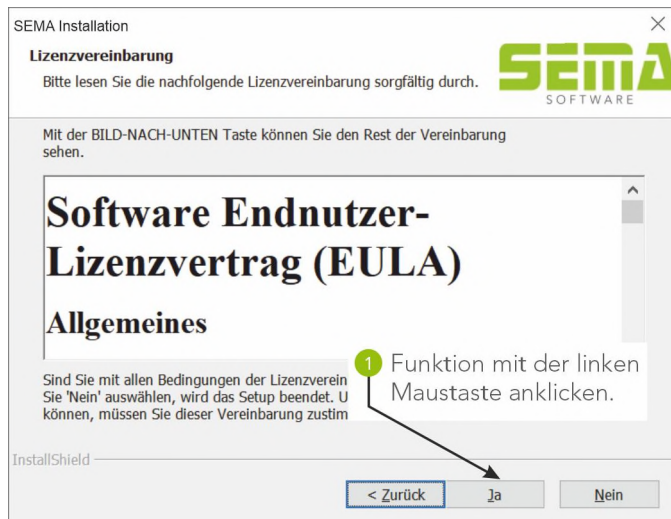 SEMA Installation
Lizenzvereinbarung
Bitte lesen Sie die nachfolgende Lizenzvereinbarung sorgfältig durch.
SEMA
SOFTWARE
Mit der BILD-NACH-UNTEN Taste können Sie den Rest der Vereinbarung
sehen.
Software Endnutzer-
Lizenzvertrag (EULA)
Allgemeines
1 Funktion mit der linken
Maustaste anklicken.
Sind Sie mit allen Bedingungen der Lizenzverein
Sie 'Nein' auswählen, wird das Setup beendet. U
können, müssen Sie dieser Vereinbarung zustim
InstallShield
< Zurück
Ja
Nein